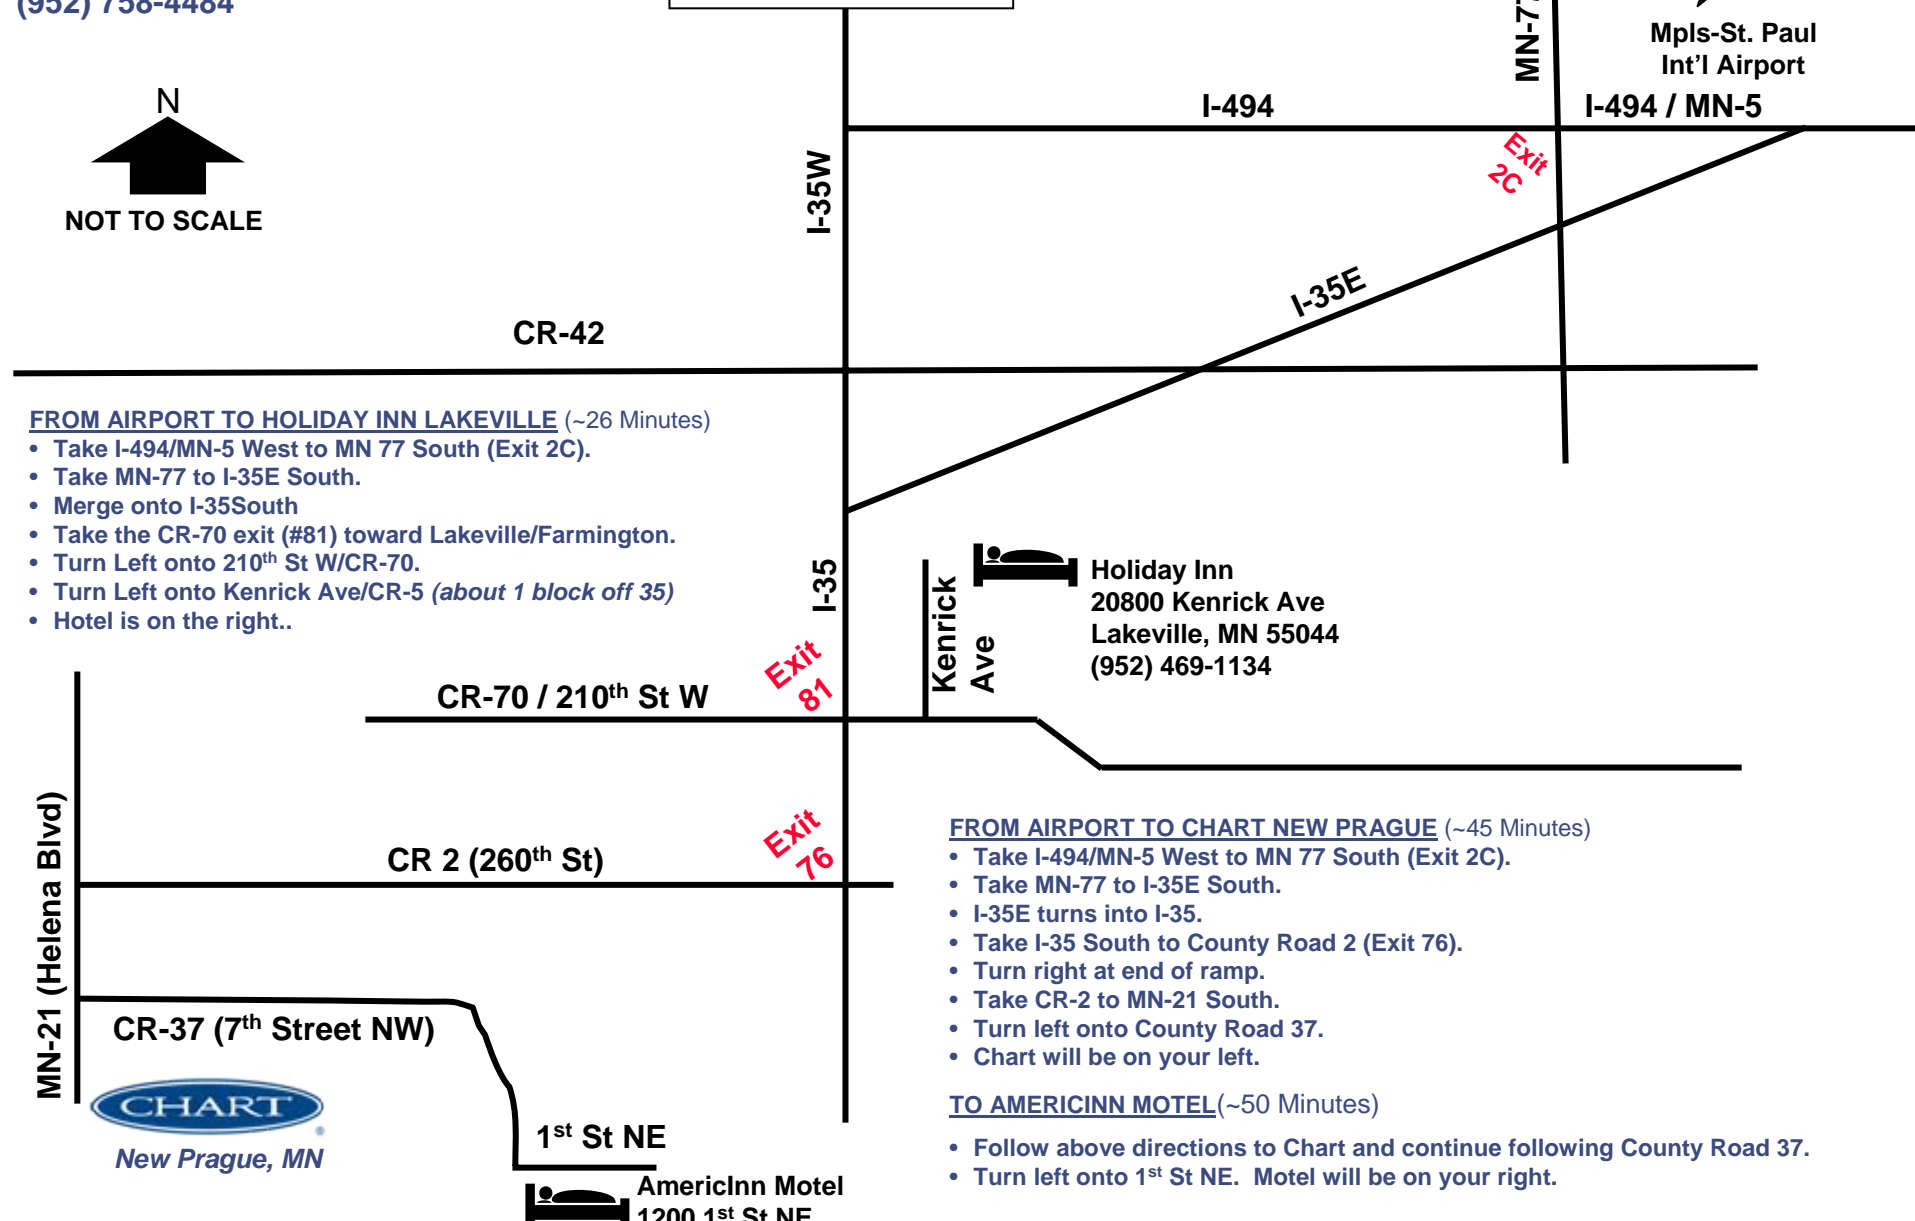 (952) 758-4484
MN-77
Mpls-St. Paul
Int'l Airport
N
NOT TO SCALE
I-494
I-494 / MN-5
Exit
2C
I-35W
I-35E
CR-42
FROM AIRPORT TO HOLIDAY INN LAKEVILLE (~26 Minutes)
• Take I-494/MN-5 West to MN 77 South (Exit 2C).
• Take MN-77 to I-35E South.
• Merge onto I-35South
• Take the CR-70 exit (#81) toward Lakeville/Farmington.
• Turn Left onto 210th St W/CR-70.
• Turn Left onto Kenrick Ave/CR-5 (about 1 block off 35)
• Hotel is on the right..
I-35
Kenrick
Ave
Holiday Inn
20800 Kenrick Ave
Lakeville, MN 55044
(952) 469-1134
Exit
81
CR-70 / 210th St W
Exit
76
CR 2 (260th St)
MN-21 (Helena Blvd)
CR-37 (7th Street NW)
CHART
®
New Prague, MN
1st St NE
AmericInn Motel
1200 1st St NE
FROM AIRPORT TO CHART NEW PRAGUE (~45 Minutes)
• Take I-494/MN-5 West to MN 77 South (Exit 2C).
• Take MN-77 to I-35E South.
• I-35E turns into I-35.
• Take I-35 South to County Road 2 (Exit 76).
• Turn right at end of ramp.
• Take CR-2 to MN-21 South.
• Turn left onto County Road 37.
• Chart will be on your left.
TO AMERICINN MOTEL(~50 Minutes)
• Follow above directions to Chart and continue following County Road 37.
• Turn left onto 1st St NE. Motel will be on your right.